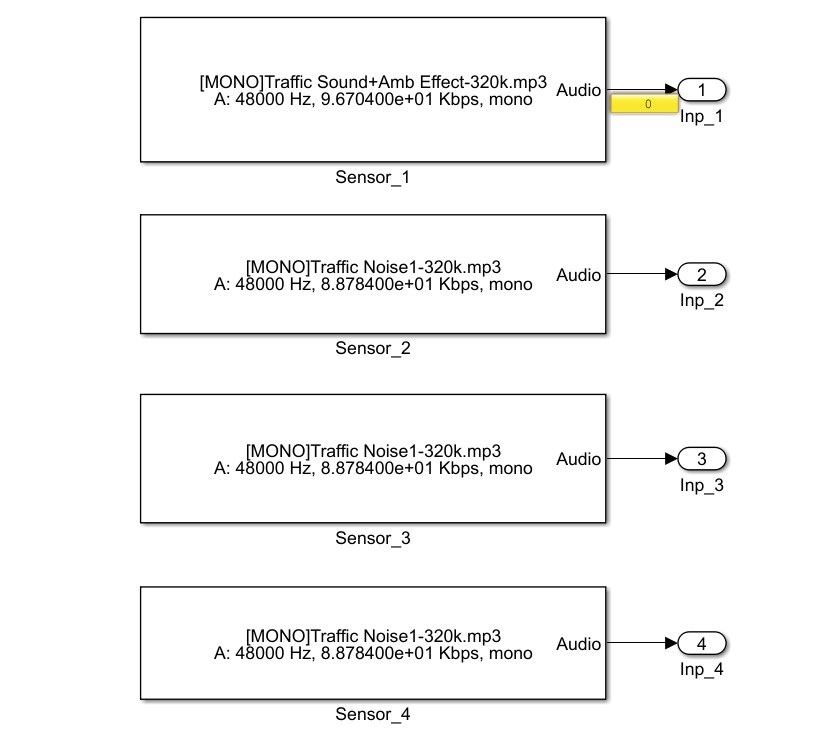 [MONO]Traffic Sound+Amb Effect-320k.mp3
A: 48000 Hz, 9.670400e+01 Kbps, mono
Audio
1
0
Inp_1
Sensor_1
[MONO]Traffic Noise1-320k.mp3
A: 48000 Hz, 8.878400e+01 Kbps, mono
Audio
2
Inp_2
Sensor_2
[MONO]Traffic Noise1-320k.mp3
A: 48000 Hz, 8.878400e+01 Kbps, mono
Audio
3
Inp_3
Sensor_3
[MONO]Traffic Noise1-320k.mp3
A: 48000 Hz, 8.878400e+01 Kbps, mono
Audio
4
Inp_4
Sensor_4